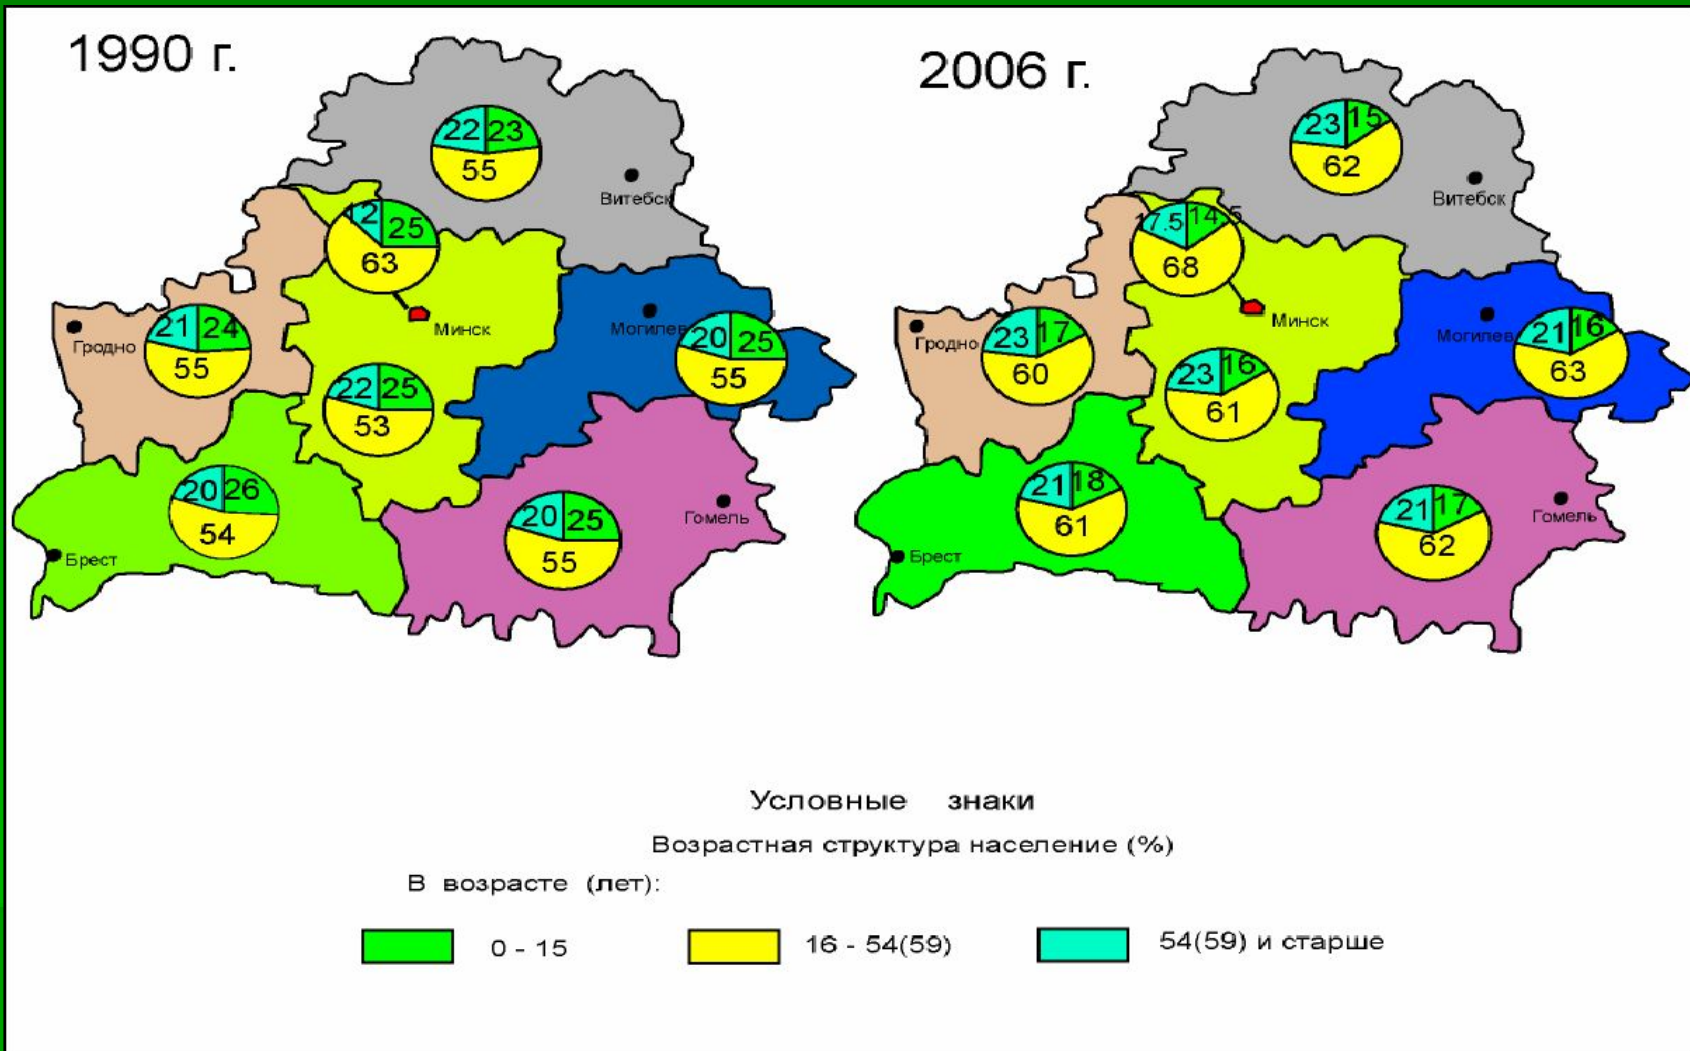 1990 г.
22 23
55
Витебск
12 25
63
Минск
21 24
55
Гродно
Могилев
20 25
55
22 25
53
20 26
54
Брест
20 25
55
Гомель
2006 г.
23 15
62
Витебск
17.5 14.5
68
Минск
23 17
60
Гродно
Могилев
21 16
63
23 16
61
21 18
61
Брест
21 17
62
Гомель
Условные знаки
Возрастная структура население (%)
В возрасте (лет):
0 - 15
16 - 54(59)
54(59) и старше